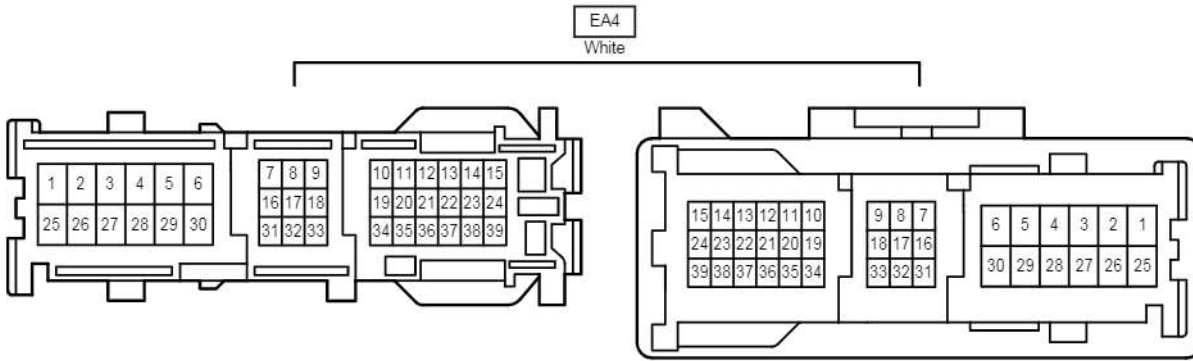 EA4
White
1 2 3 4 5 6
25 26 27 28 29 30
7 8 9
16 17 18
31 32 33
10 11 12 13 14 15
19 20 21 22 23 24
34 35 36 37 38 39
15 14 13 12 11 10
24 23 22 21 20 19
39 38 37 36 35 34
9 8 7
18 17 16
33 32 31
6 5 4 3 2 1
30 29 28 27 26 25